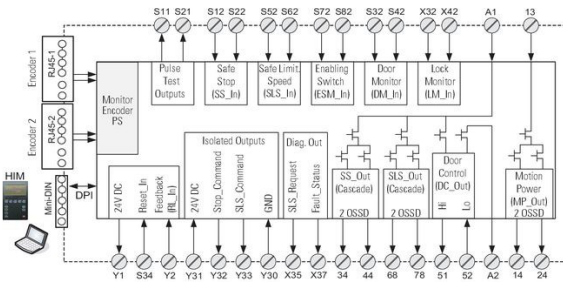 S11 S21 S12 S22 S52 S62 S72 S82 S32 S42 X32 X42 A1 13
Encoder 1
RJ45-1
Encoder 2
RJ45-2
Monitor
Encoder
PS
Pulse
Test
Outputs
Safe
Stop
(SS_In)
Safe Limit.
Speed
(SLS_In)
Enabling
Switch
(ESM_In)
Door
Monitor
(DM_In)
Lock
Monitor
(LM_In)
HIM
Mini-DIN
DPI
24V DC
Reset_In
Feedback
(RL_In)
Isolated Outputs
24V DC
Stop_Command
SLS_Command
GND
Diag. Out
SLS_Request
Fault_Status
SS_Out
(Cascade)
2 OSSD
SLS_Out
(Cascade)
2 OSSD
Door
Control
(DC_Out)
Hi
Lo
Motion
Power
(MP_Out)
2 OSSD
Y1 S34 Y2 Y31 Y32 Y33 Y30 X35 X37 34 44 68 78 51 52 A2 14 24